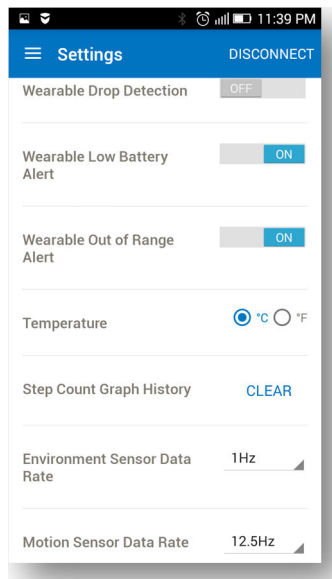 11:39 PM
Settings DISCONNECT
Wearable Drop Detection OFF
Wearable Low Battery ON
Alert
Wearable Out of Range ON
Alert
Temperature °C °F
Step Count Graph History CLEAR
Environment Sensor Data 1Hz
Rate
Motion Sensor Data Rate 12.5Hz